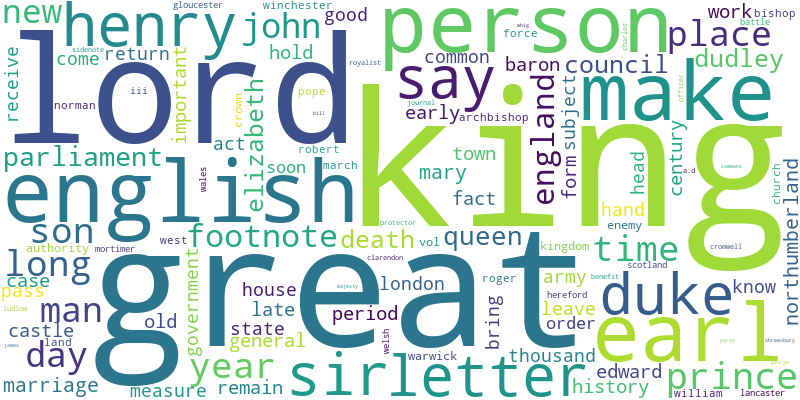 new henry john gloucester winchester good person work bishop
sidenote whig charles battle
receive come return hold force place
lord royalist common say council dudley
norman iii important crown pope bill baron make
early journal archbishop subject officer
act robert england century
parliament elizabeth soon march king town form head commons
wales mary fact a.d church
english great hand northumberland
son footnote protector enemy
authority mortimer west death vol queen kingdom time cromwell
long clarendon scotland
case government house london roger army benefit duke know
pass majesty hereford leave
man late period bring order earl
ludlow castle old state welsh
day land general warwick thousand party shrewsbury
james year sir letter edward prince george
marriage measure remain history william lancaster